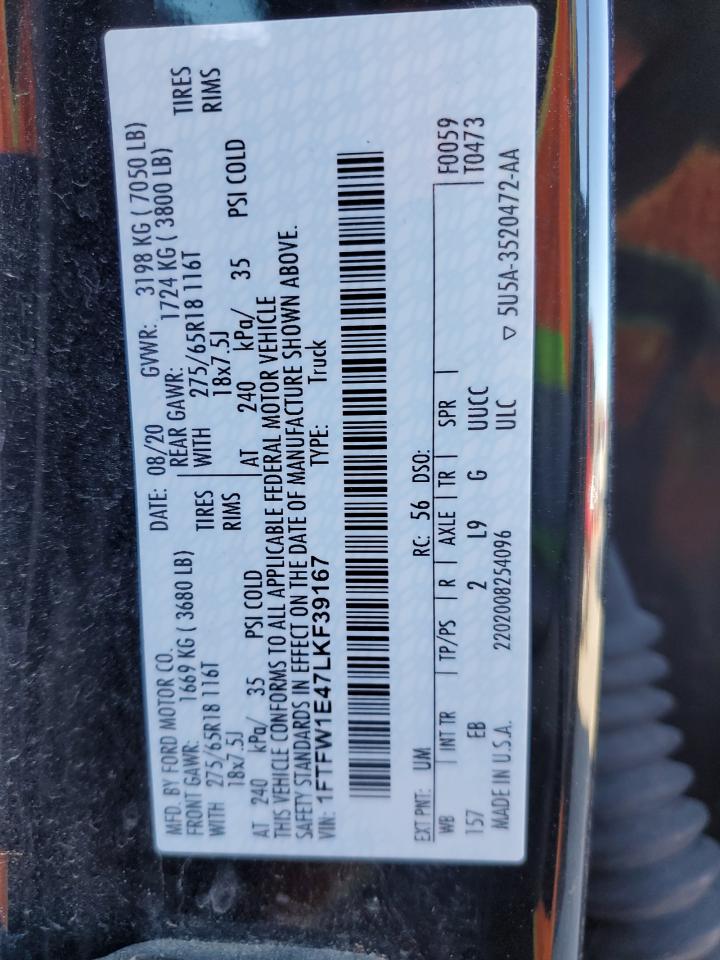 MFD. BY FORD MOTOR CO.
DATE: 08/20 GVWR: 3198 KG ( 7050 LB)
FRONT GAWR: 1669 KG ( 3680 LB) REAR GAWR: 1724 KG ( 3800 LB)
WITH 275/65R18 116T TIRES WITH 275/65R18 116T TIRES
18x7.5J RIMS 18x7.5J RIMS
AT 240 kPa/ 35 PSI COLD AT 240 kPa/ 35 PSI COLD
THIS VEHICLE CONFORMS TO ALL APPLICABLE FEDERAL MOTOR VEHICLE
SAFETY STANDARDS IN EFFECT ON THE DATE OF MANUFACTURE SHOWN ABOVE.
VIN: 1FTFW1E47LKF39167 TYPE: Truck
EXT PNT: UM RC: 56 DSO: F0059
WB INT TR TP/PS R AXLE TR SPR T0473
157 EB 2 L9 G UUCC
MADE IN U.S.A. 2202008254096 ULC ▽ 5U5A-3520472-AA